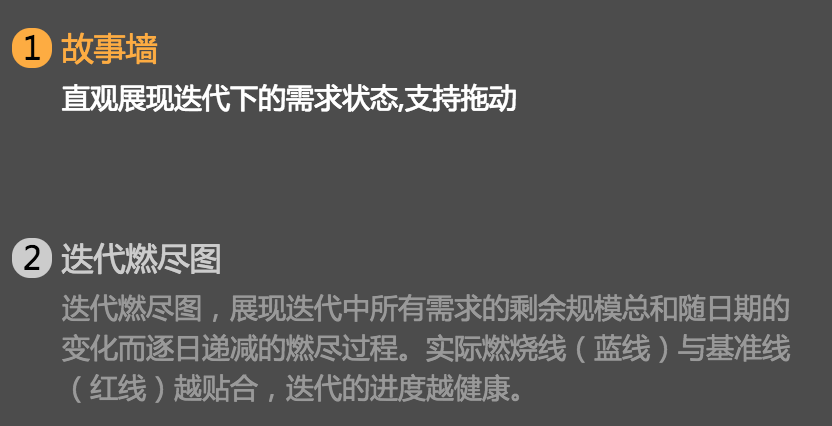 1 故事墙
直观展现迭代下的需求状态,支持拖动
2 迭代燃尽图
迭代燃尽图，展现迭代中所有需求的剩余规模总和随日期的
变化而逐日递减的燃尽过程。实际燃烧线（蓝线）与基准线
（红线）越贴合，迭代的进度越健康。